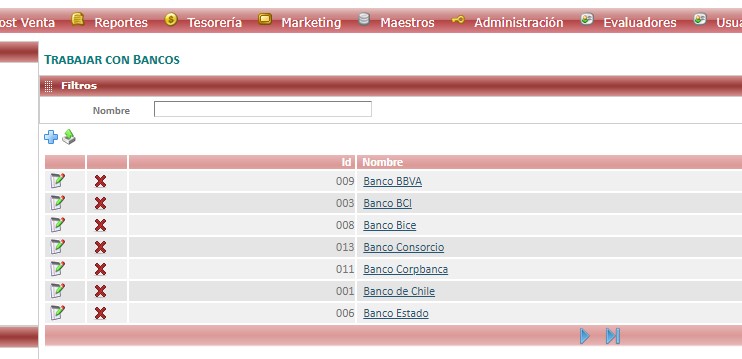 ost Venta Reportes Tesorería Marketing Maestros Administración Evaluadores Usua
TRABAJAR CON BANCOS
Filtros
Nombre
Id Nombre
009 Banco BBVA
003 Banco BCI
008 Banco Bice
013 Banco Consorcio
011 Banco Corpbanca
001 Banco de Chile
006 Banco Estado